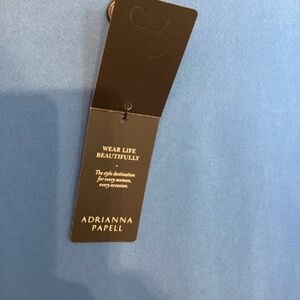 WEAR LIFE
BEAUTIFULLY
-
The style destination
for every woman,
every occasion.
ADRIANNA
PAPELL